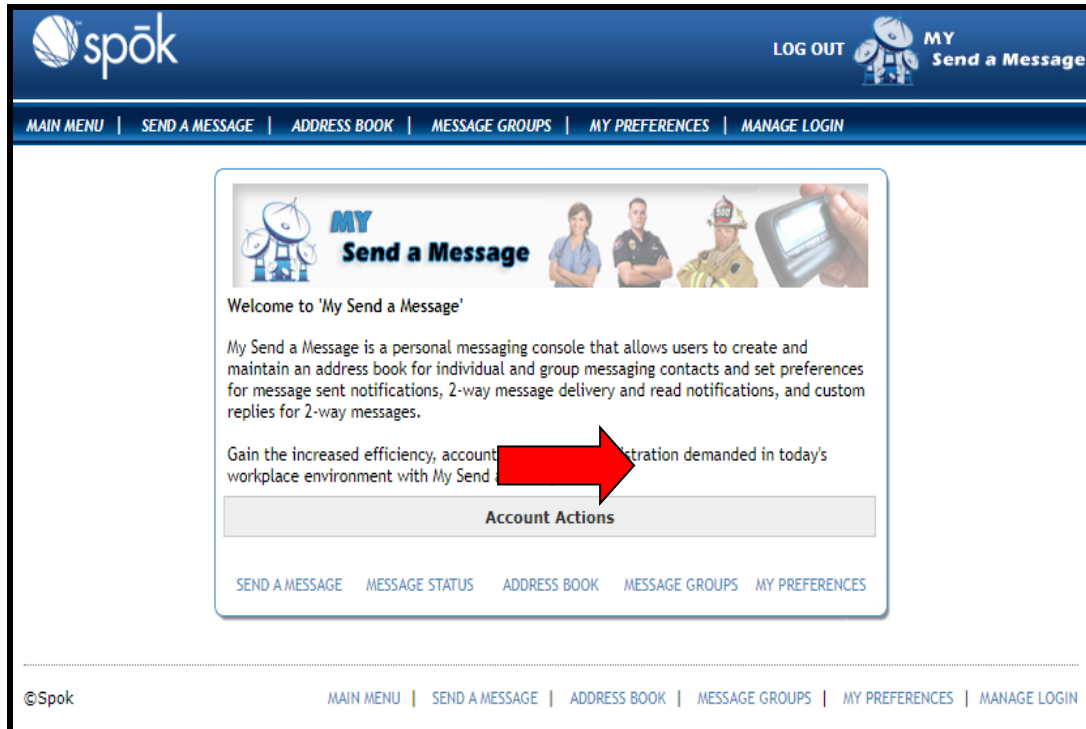 spōk
LOG OUT
MY
Send a Message
MAIN MENU | SEND A MESSAGE | ADDRESS BOOK | MESSAGE GROUPS | MY PREFERENCES | MANAGE LOGIN
MY
Send a Message
500
Welcome to 'My Send a Message'
My Send a Message is a personal messaging console that allows users to create and
maintain an address book for individual and group messaging contacts and set preferences
for message sent notifications, 2-way message delivery and read notifications, and custom
replies for 2-way messages.
Gain the increased efficiency, demanded in today's
workplace environment with My Send
Account Actions
SEND A MESSAGE MESSAGE STATUS ADDRESS BOOK MESSAGE GROUPS MY PREFERENCES
©Spok MAIN MENU | SEND A MESSAGE | ADDRESS BOOK | MESSAGE GROUPS | MY PREFERENCES | MANAGE LOGIN